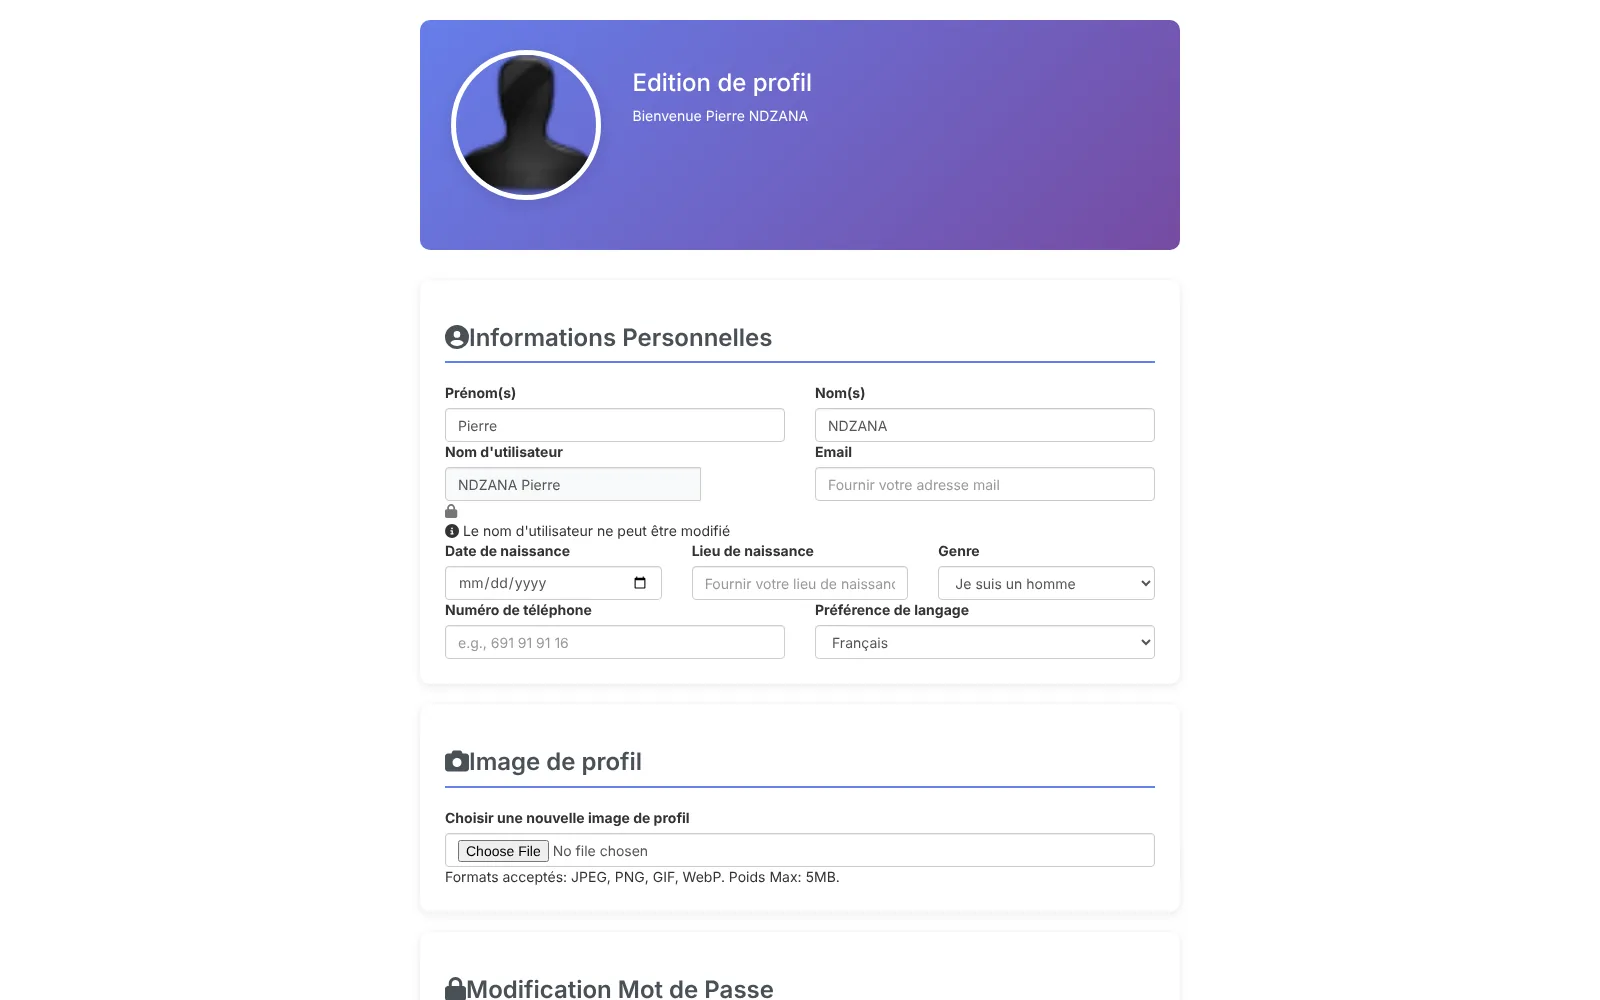 Edition de profil
Bienvenue Pierre NDZANA
Informations Personnelles
Prénom(s)
Nom(s)
Pierre
NDZANA
Nom d'utilisateur
Email
NDZANA Pierre
Fournir votre adresse mail
Le nom d'utilisateur ne peut être modifié
Date de naissance
Lieu de naissance
Genre
mm/dd/yyyy
Fournir votre lieu de naissanc
Je suis un homme
Numéro de téléphone
Préférence de langage
e.g., 691 91 91 16
Français
Image de profil
Choisir une nouvelle image de profil
Choose File No file chosen
Formats acceptés: JPEG, PNG, GIF, WebP. Poids Max: 5MB.
Modification Mot de Passe